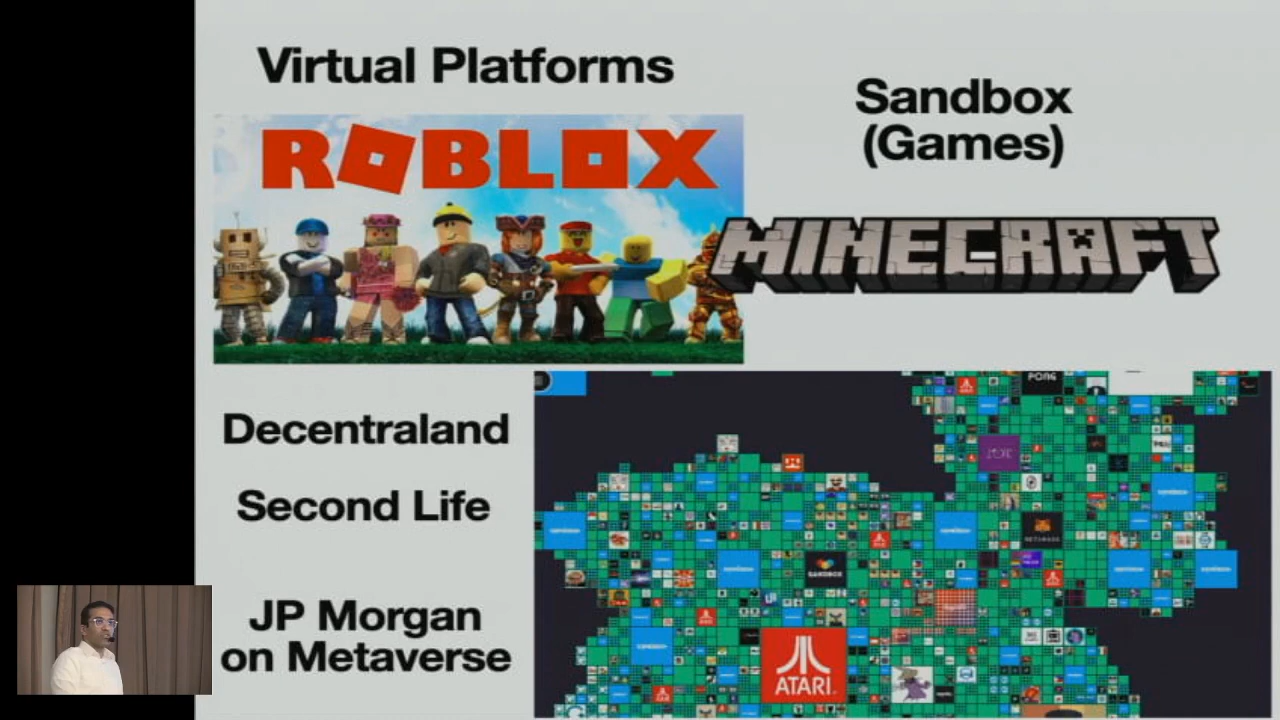 Virtual Platforms
Sandbox
(Games)
ROBLOX
MINECRAFT
Decentraland
Second Life
JP Morgan
on Metaverse
PONG
SANDBOX
ATARI